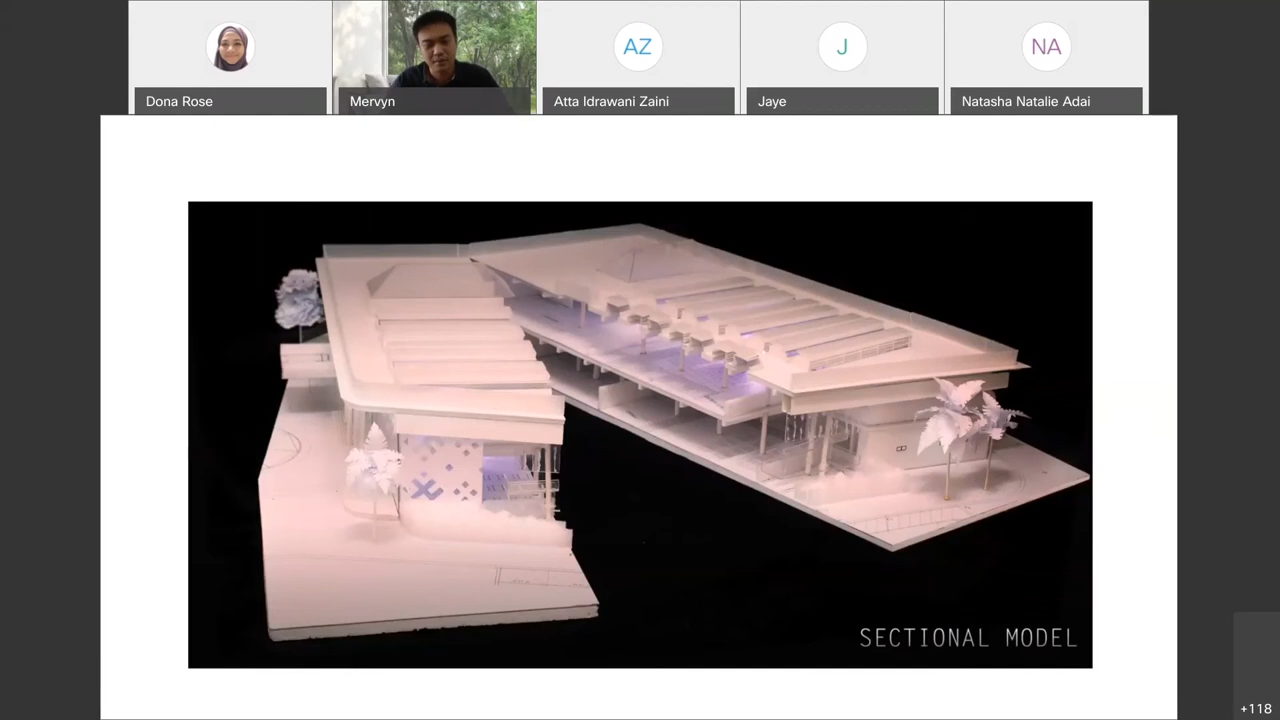 AZ
J
NA
Dona Rose
Mervyn
Atta Idrawani Zaini
Jaye
Natasha Natalie Adai
SECTIONAL MODEL
+118